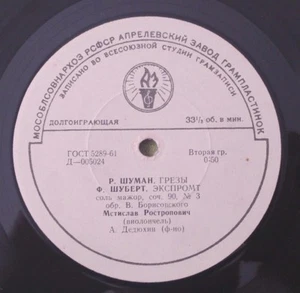 МОСОБЛСОВНАРХОЗ РСФСР АПРЕЛЕВСКИЙ ЗАВОД ГРАМПЛАСТИНОК
ЗАПИСАНО ВО ВСЕСОЮЗНОЙ СТУДИИ ГРАМЗАПИСИ
ДОЛГОИГРАЮЩАЯ 33⅓ об. в мин.
ГОСТ 5289-61 Вторая гр.
Д—005024 0-50
Р. ШУМАН. ГРЕЗЫ
Ф. ШУБЕРТ. ЭКСПРОМТ
соль мажор, соч. 90, № 3
обр. В. Борисовского
Мстислав Ростропович
(виолончель)
А. Дедюхин (ф-но)